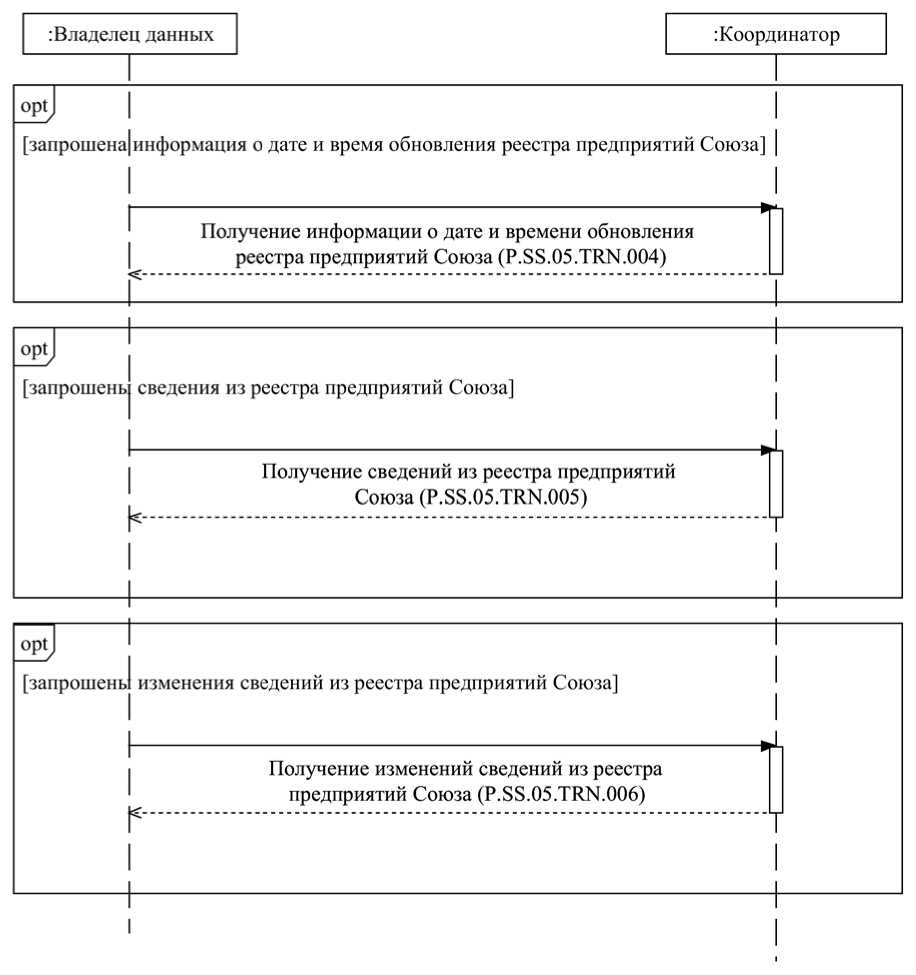 :Владелец данных
:Координатор
opt
[запрошена информация о дате и время обновления реестра предприятий Союза]
Получение информации о дате и времени обновления
реестра предприятий Союза (P.SS.05.TRN.004)
opt
[запрошены сведения из реестра предприятий Союза]
Получение сведений из реестра предприятий
Союза (P.SS.05.TRN.005)
opt
[запрошены изменения сведений из реестра предприятий Союза]
Получение изменений сведений из реестра
предприятий Союза (P.SS.05.TRN.006)